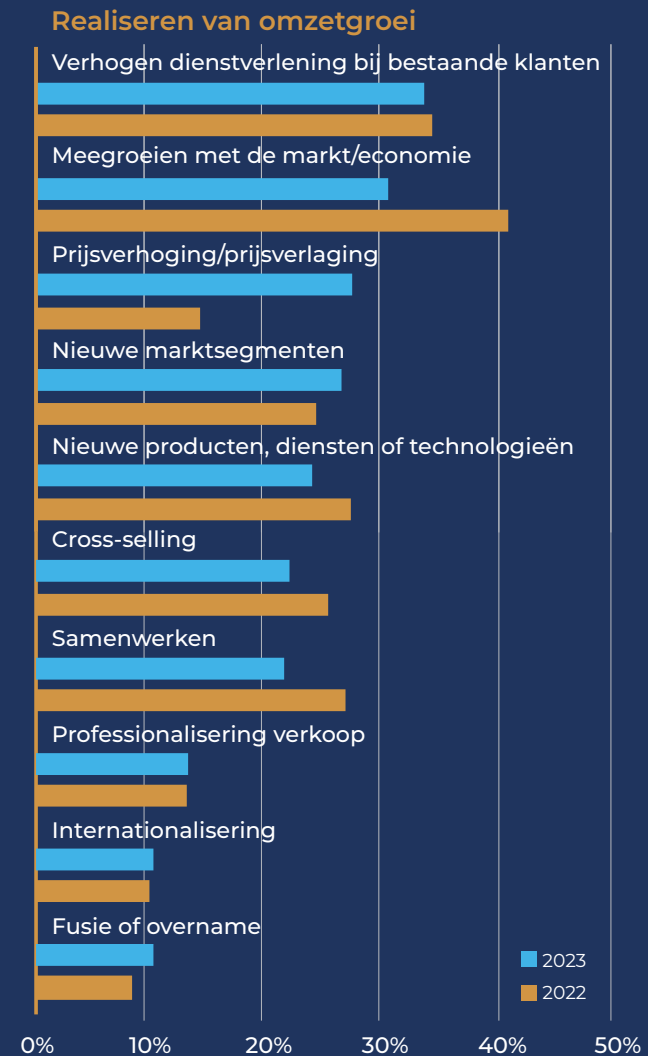 Realiseren van omzetgroei
Verhogen dienstverlening bij bestaande klanten
Meegroeien met de markt/economie
Prijsverhoging/prijsverlaging
Nieuwe marktsegmenten
Nieuwe producten, diensten of technologieën
Cross-selling
Samenwerken
Professionalisering verkoop
Internationalisering
Fusie of overname
2023
2022
0% 10% 20% 30% 40% 50%